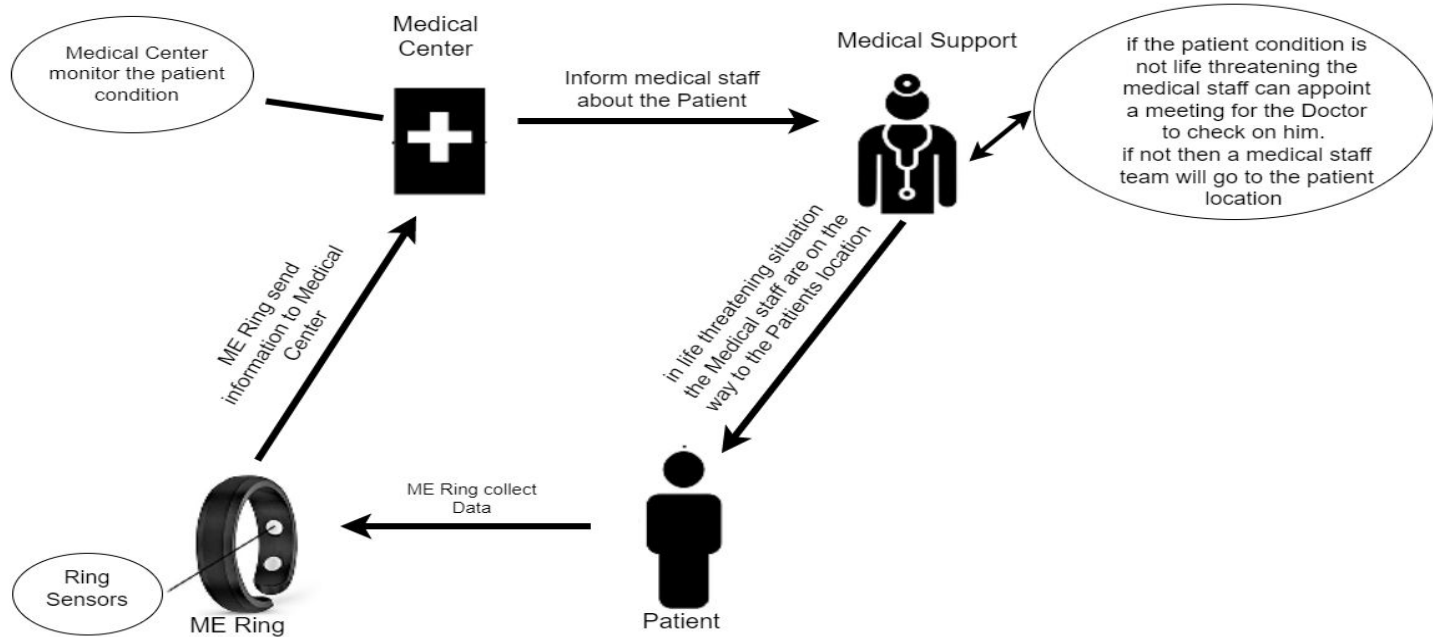 Medical Center
monitor the patient
condition
Medical
Center
Inform medical staff
about the Patient
Medical Support
if the patient condition is
not life threatening the
medical staff can appoint
a meeting for the Doctor
to check on him.
if not then a medical staff
team will go to the patient
location
ME Ring send
information to Medical
Center
in life threatening situation
the Medical staff are on the
way to the Patients location
ME Ring collect
Data
Ring
Sensors
ME Ring
Patient